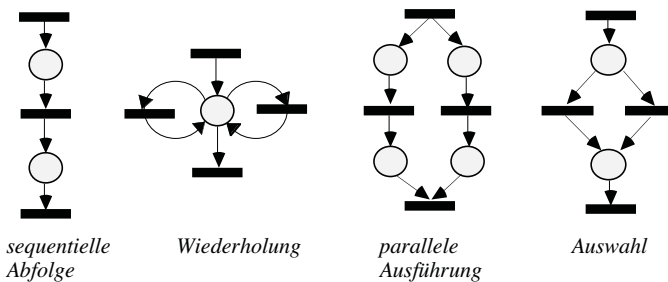 sequentielle
Abfolge
Wiederholung
parallele
Ausführung
Auswahl